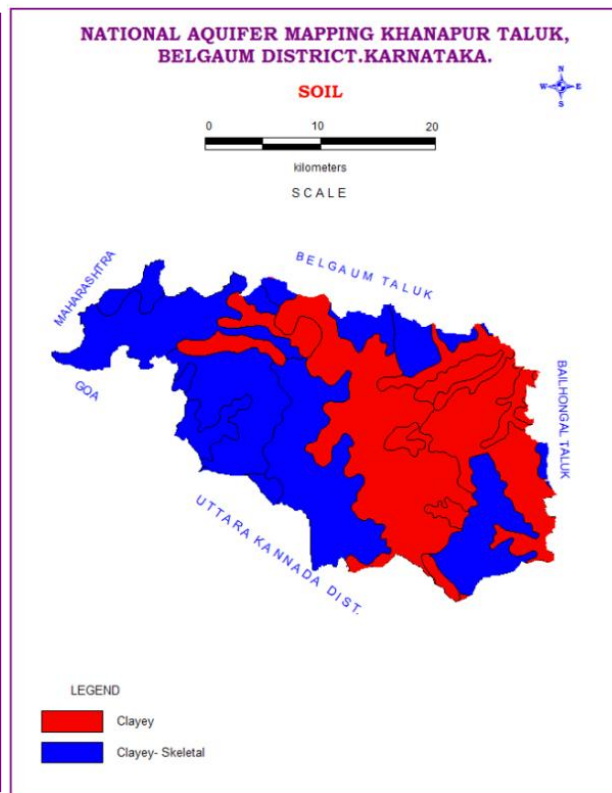 NATIONAL AQUIFER MAPPING KHANAPUR TALUK,
BELGAUM DISTRICT.KARNATAKA.
SOIL
N
W E
S
0 10 20
kilometers
SCALE
BELGAUM TALUK
MAHARASHTRA
GOA
BAILHONGAL TALUK
UTTARA KANNADA DIST.
LEGEND
Clayey
Clayey- Skeletal